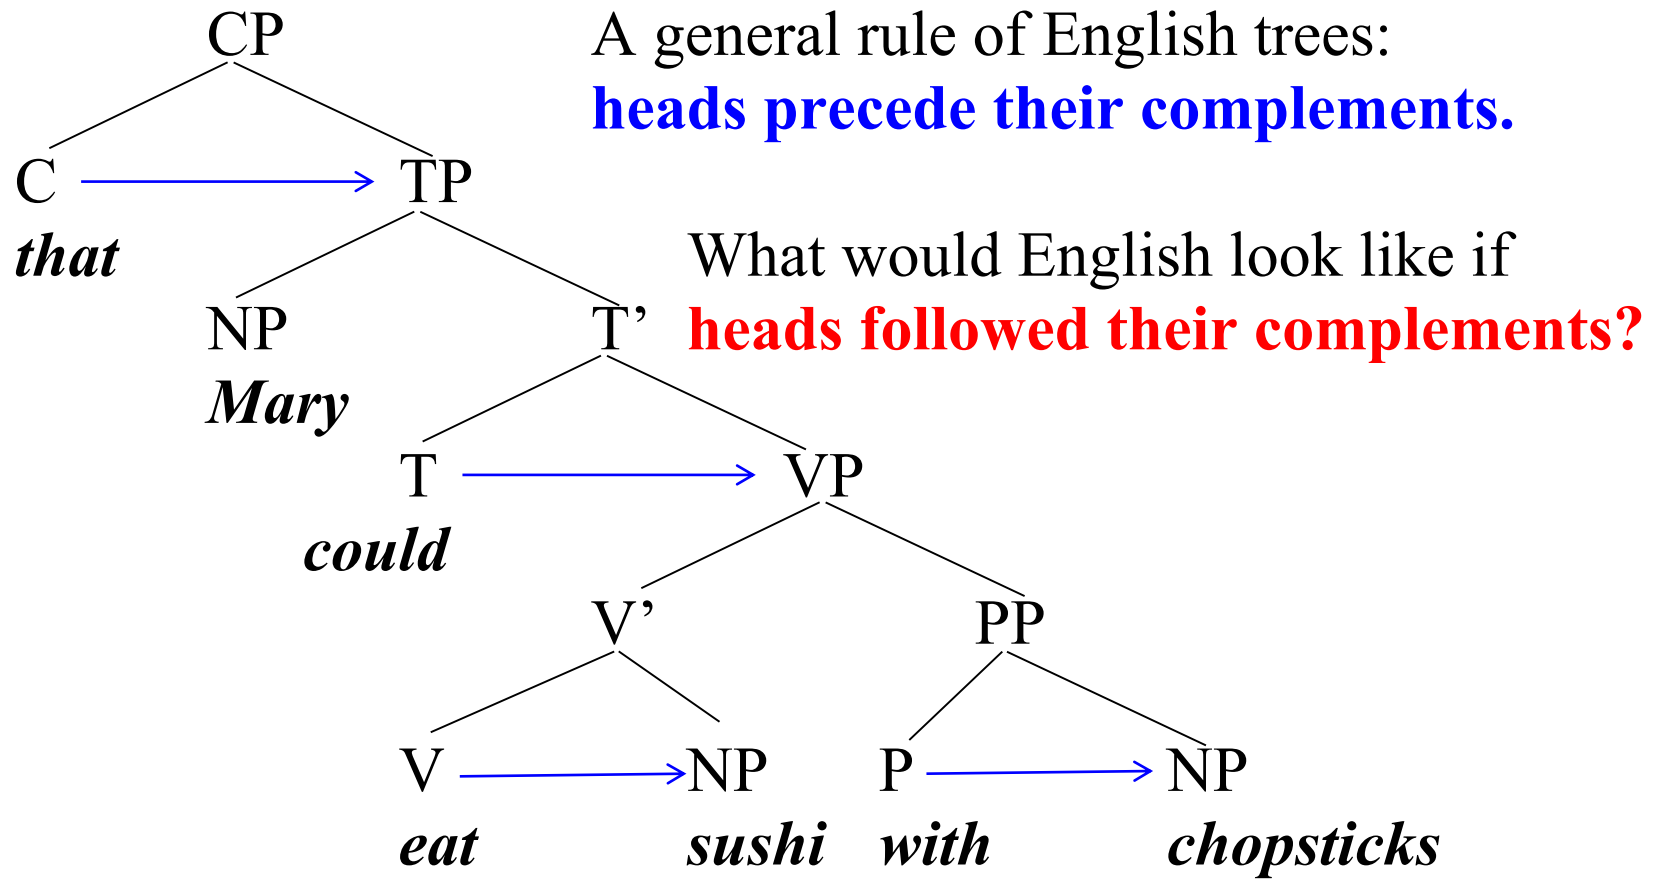 CP
A general rule of English trees:
heads precede their complements.
C
TP
that
What would English look like if
NP
T’
heads followed their complements?
Mary
T
VP
could
V’
PP
V
NP
P
NP
eat
sushi
with
chopsticks